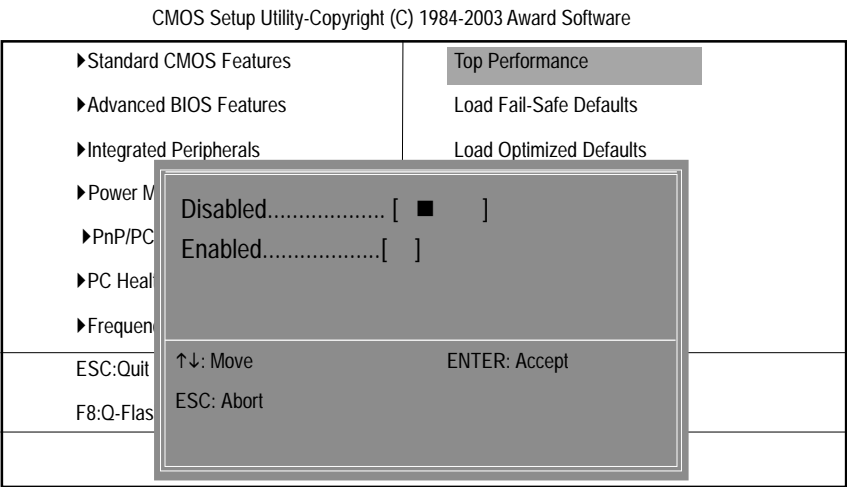 CMOS Setup Utility-Copyright (C) 1984-2003 Award Software
▸Standard CMOS Features
Top Performance
▸Advanced BIOS Features
Load Fail-Safe Defaults
▸Integrated Peripherals
Load Optimized Defaults
▸Power M
▸PnP/PC
▸PC Heal
▸Frequen
Disabled................... [ ■ ]
Enabled...................[ ]
↑↓: Move
ENTER: Accept
ESC: Abort
ESC:Quit
F8:Q-Flas